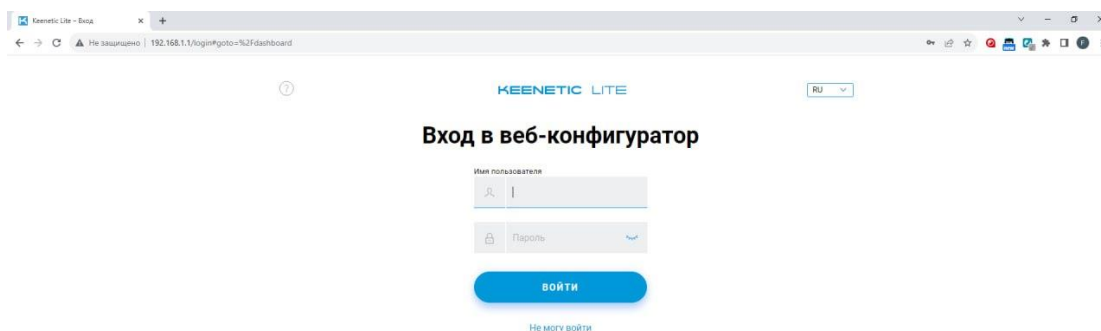 Keenetic Lite – Вход
Не защищено | 192.168.1.1/login#goto=%2Fdashboard
KEENETIC LITE
RU
Вход в веб-конфигуратор
Имя пользователя
Пароль
ВОЙТИ
Не могу войти